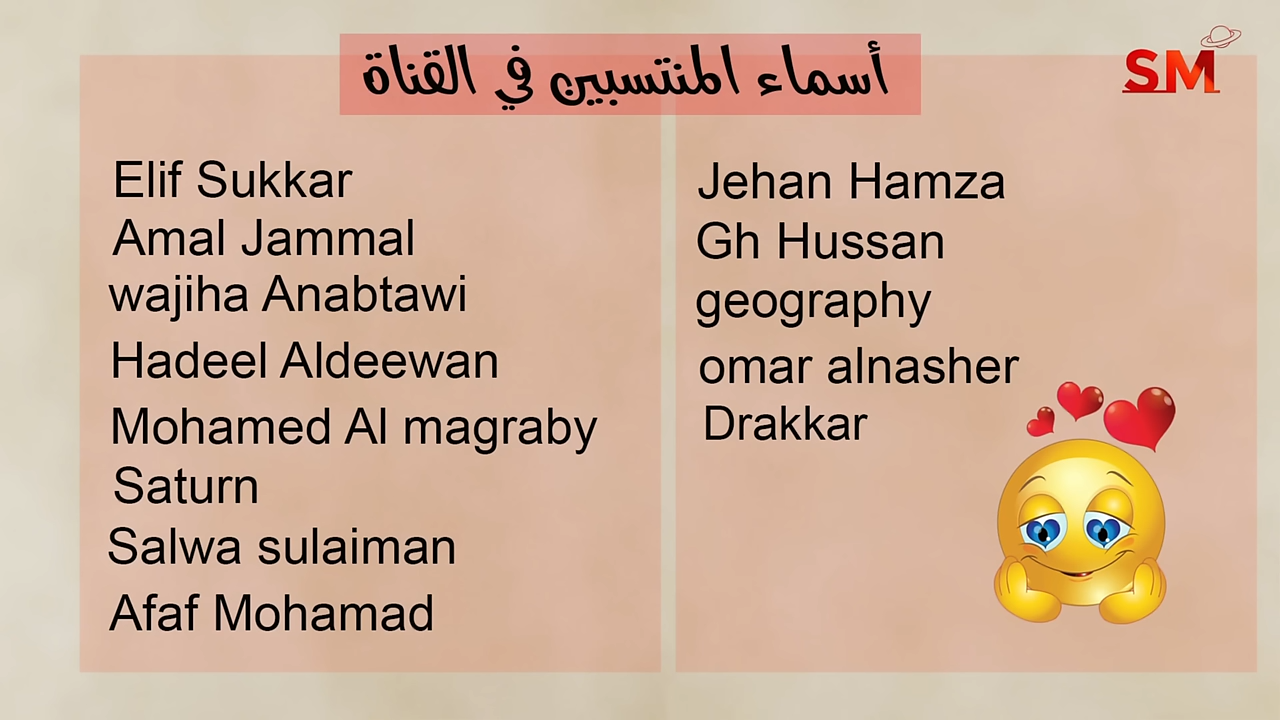 أسماء المنتسبين في القناة
SM
Elif Sukkar
Amal Jammal
wajiha Anabtawi
Hadeel Aldeewan
Mohamed Al magraby
Saturn
Salwa sulaiman
Afaf Mohamad
Jehan Hamza
Gh Hussan
geography
omar alnasher
Drakkar